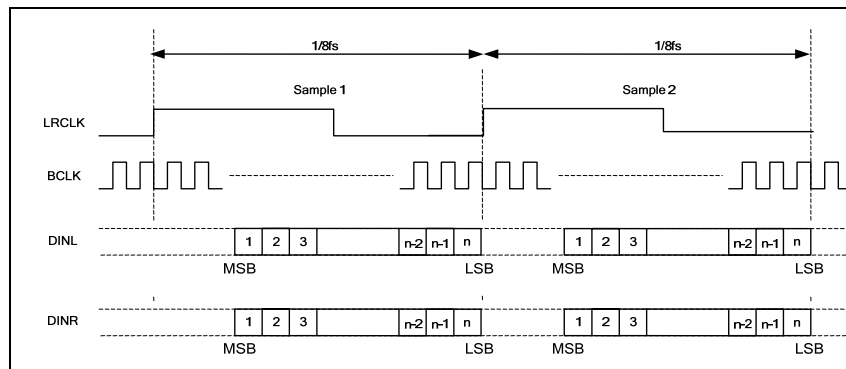 1/8fs 1/8fs
Sample 1 Sample 2
LRCLK
BCLK
DINL 1 2 3 n-2 n-1 n 1 2 3 n-2 n-1 n
MSB LSB MSB LSB
DINR 1 2 3 n-2 n-1 n 1 2 3 n-2 n-1 n
MSB LSB MSB LSB